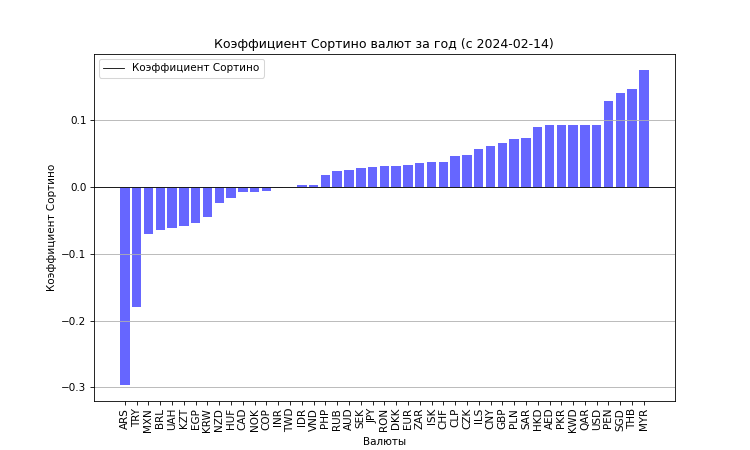 Коэффициент Сортино валют за год (с 2024-02-14)
Коэффициент Сортино
Коэффициент Сортино
0.1
0.0
−0.1
−0.2
−0.3
ARS TRY MXN BRL UAH KZT EGP KRW NZD HUF CAD NOK COP INR TWD IDR VND PHP RUB AUD SEK JPY RON DKK EUR ZAR ISK CHF CLP CZK ILS CNY GBP PLN SAR HKD AED PKR KWD QAR USD PEN SGD THB MYR
Валюты